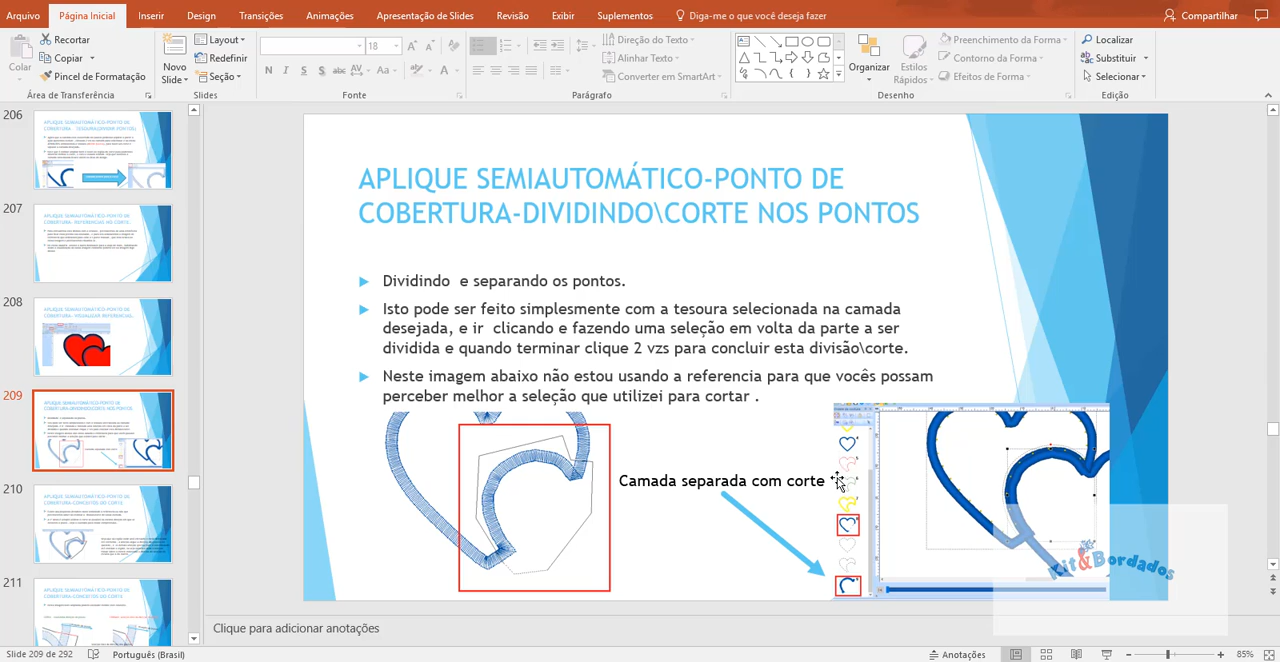 Arquivo Página Inicial Inserir Design Transições Animações Apresentação de Slides Revisão Exibir Suplementos Diga-me o que você deseja fazer Compartilhar
Colar
Recortar
Copiar
Pincel de Formatação
Área de Transferência
Novo
Slide
Layout
Redefinir
Seção
Slides
18
N I S S abc AV Aa A
Fonte
Direção do Texto
Alinhar Texto
Converter em SmartArt
Parágrafo
Organizar
Estilos
Rápidos
Preenchimento da Forma
Contorno da Forma
Efeitos de Forma
Desenho
Localizar
Substituir
Selecionar
Edição
206
207
208
209
210
211
APLIQUE SEMIAUTOMÁTICO-PONTO DE
COBERTURA-DIVIDINDO\CORTE NOS PONTOS
Dividindo e separando os pontos.
Isto pode ser feito simplesmente com a tesoura selecionada na camada
desejada, e ir clicando e fazendo uma seleção em volta da parte a ser
dividida e quando terminar clique 2 vzs para concluir esta divisão\corte.
Neste imagem abaixo não estou usando a referencia para que vocês possam
perceber melhor a seleção que utilizei para cortar .
Camada separada com corte
Kit&Bordados
Clique para adicionar anotações
Slide 209 de 292 Português (Brasil) Anotações 85%